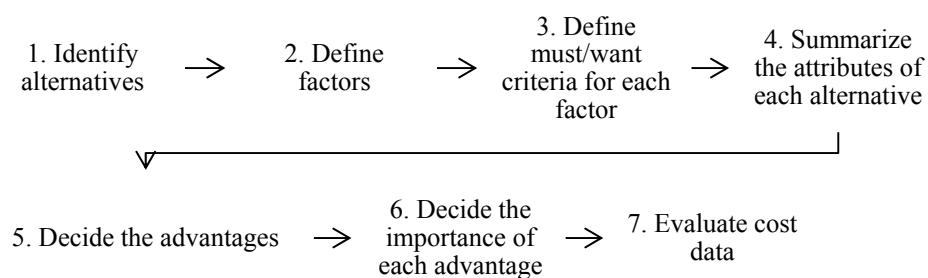 1. Identify
alternatives
2. Define
factors
3. Define
must/want
criteria for each
factor
4. Summarize
the attributes of
each alternative
5. Decide the advantages
6. Decide the
importance of
each advantage
7. Evaluate cost
data